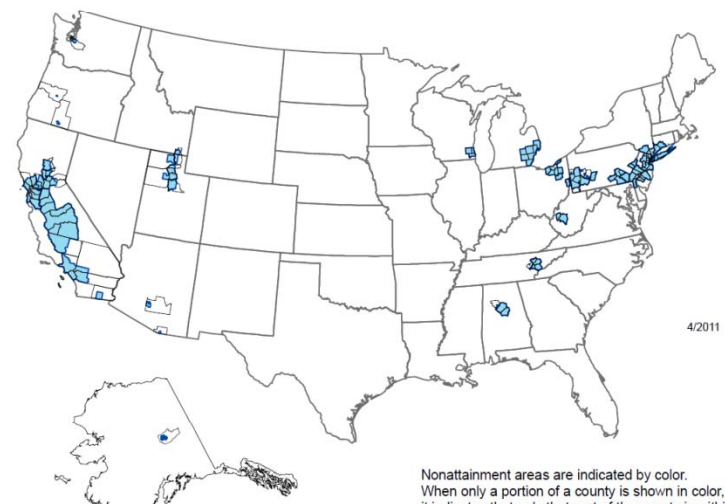 4/2011
Nonattainment areas are indicated by color.
When only a portion of a county is shown in color,